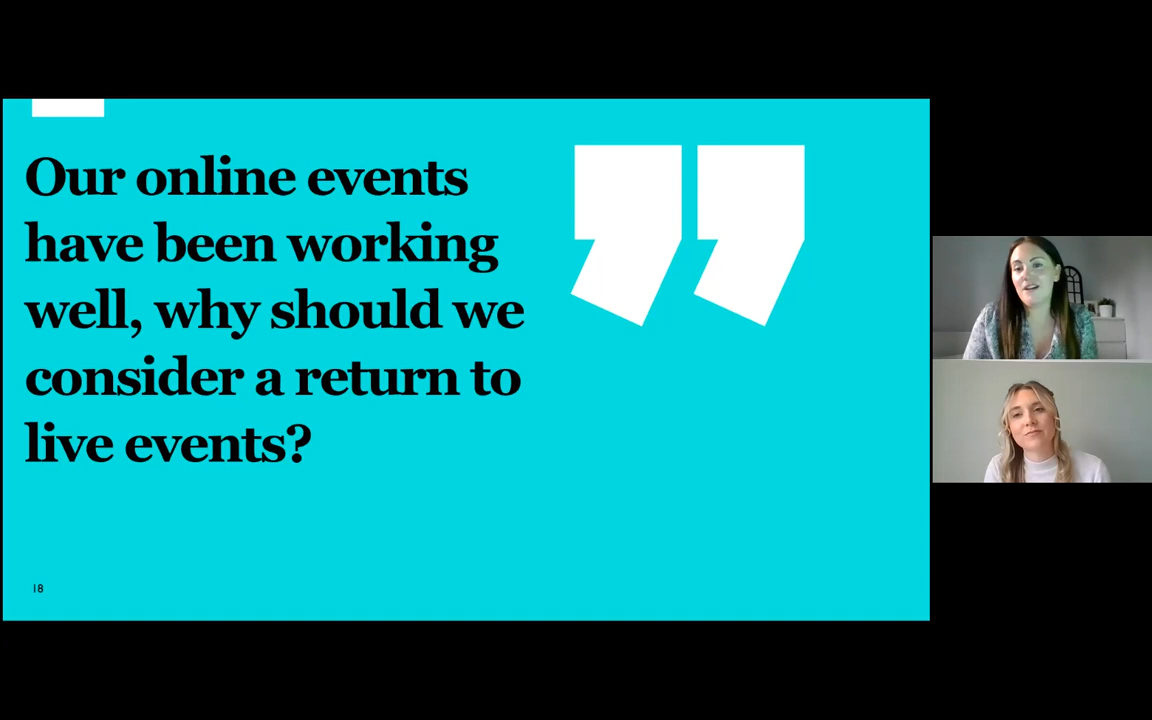 Our online events
have been working
well, why should we
consider a return to
live events?
18